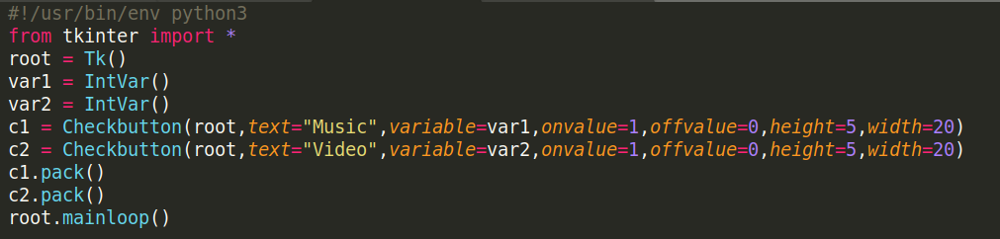 #!/usr/bin/env python3
from tkinter import *
root = Tk()
var1 = IntVar()
var2 = IntVar()
c1 = Checkbutton(root,text="Music",variable=var1,onvalue=1,offvalue=0,height=5,width=20)
c2 = Checkbutton(root,text="Video",variable=var2,onvalue=1,offvalue=0,height=5,width=20)
c1.pack()
c2.pack()
root.mainloop()